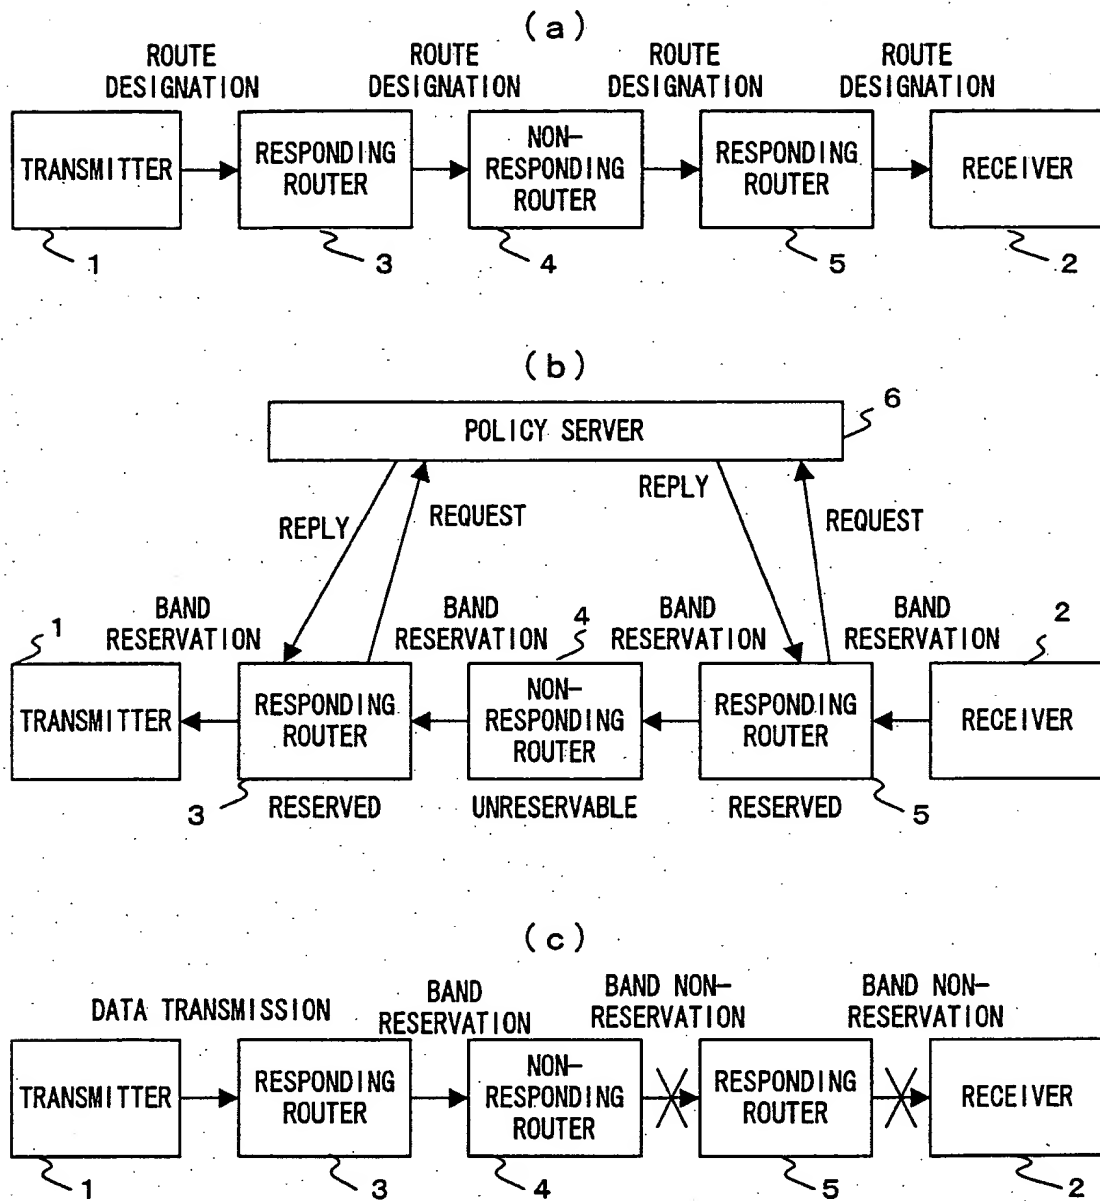 (a)
ROUTE DESIGNATION
ROUTE DESIGNATION
ROUTE DESIGNATION
ROUTE DESIGNATION
TRANSMITTER
RESPONDING ROUTER
NON-RESPONDING ROUTER
RESPONDING ROUTER
RECEIVER
1
3
4
5
2
(b)
6
POLICY SERVER
REPLY
REQUEST
REPLY
REQUEST
1
BAND RESERVATION
BAND RESERVATION
4
BAND RESERVATION
BAND RESERVATION
2
TRANSMITTER
RESPONDING ROUTER
NON-RESPONDING ROUTER
RESPONDING ROUTER
RECEIVER
3
RESERVED
UNRESERVABLE
RESERVED
5
(c)
DATA TRANSMISSION
BAND RESERVATION
BAND NON-RESERVATION
BAND NON-RESERVATION
TRANSMITTER
RESPONDING ROUTER
NON-RESPONDING ROUTER
RESPONDING ROUTER
RECEIVER
1
3
4
5
2